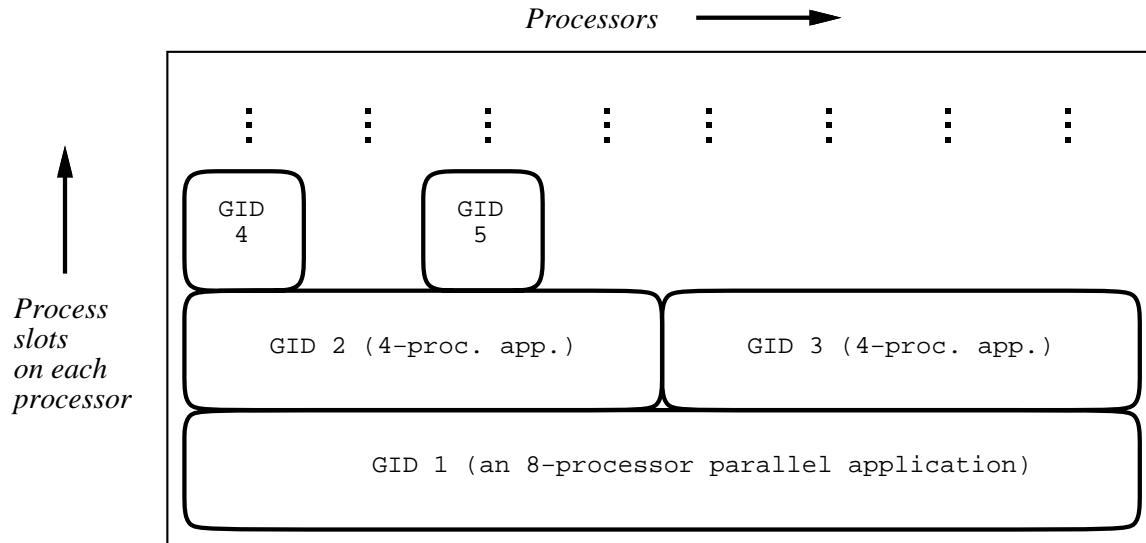 Processors
GID
4
GID
5
Process
slots
on each
processor
GID 2 (4-proc. app.)
GID 3 (4-proc. app.)
GID 1 (an 8-processor parallel application)